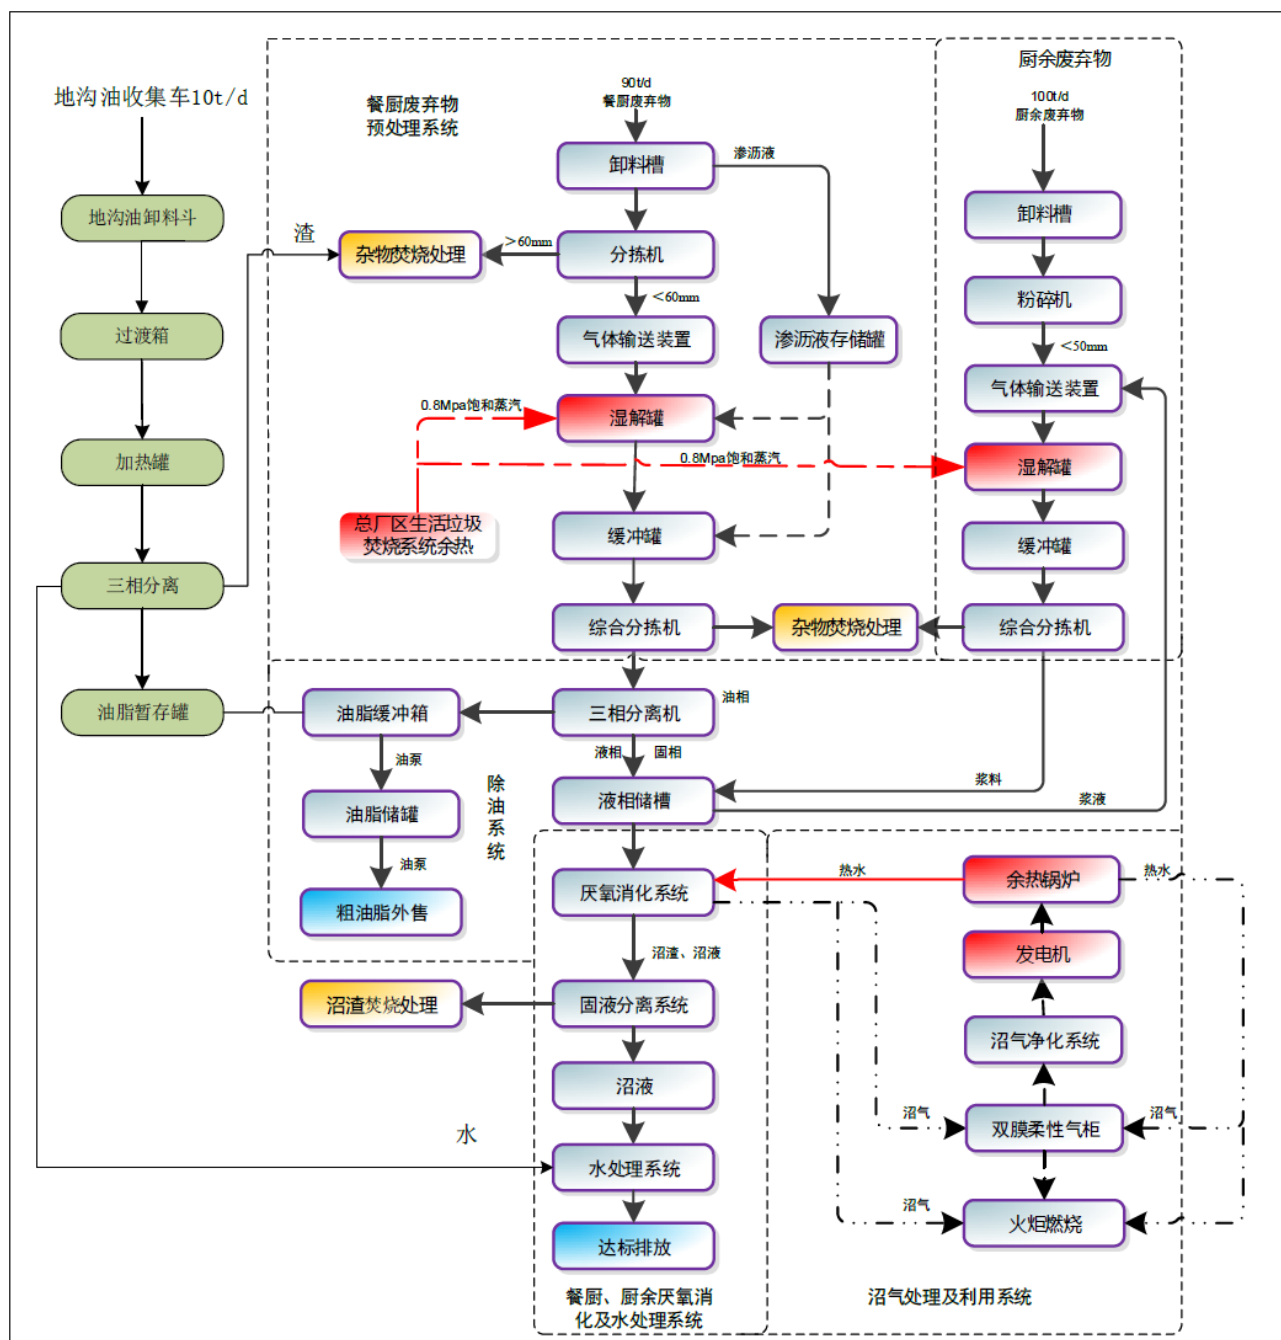 地沟油收集车10t/d
地沟油卸料斗
过渡箱
加热罐
三相分离
油脂暂存罐
渣
水
餐厨废弃物
预处理系统
90t/d
餐厨废弃物
卸料槽
渗沥液
分拣机
>60mm
杂物焚烧处理
<60mm
气体输送装置
渗沥液存储罐
0.8Mpa饱和蒸汽
湿解罐
0.8Mpa饱和蒸汽
总厂区生活垃圾
焚烧系统余热
缓冲罐
综合分拣机
杂物焚烧处理
厨余废弃物
100t/d
厨余废弃物
卸料槽
粉碎机
<50mm
气体输送装置
湿解罐
缓冲罐
综合分拣机
三相分离机
油相
油脂缓冲箱
液相
固相
油泵
油脂储罐
油泵
粗油脂外售
除油系统
液相储槽
浆料
浆液
厌氧消化系统
热水
余热锅炉
热水
发电机
沼渣、沼液
固液分离系统
沼渣焚烧处理
沼气净化系统
沼液
沼气
双膜柔性气柜
沼气
水处理系统
沼气
火炬燃烧
达标排放
餐厨、厨余厌氧消
化及水处理系统
沼气处理及利用系统